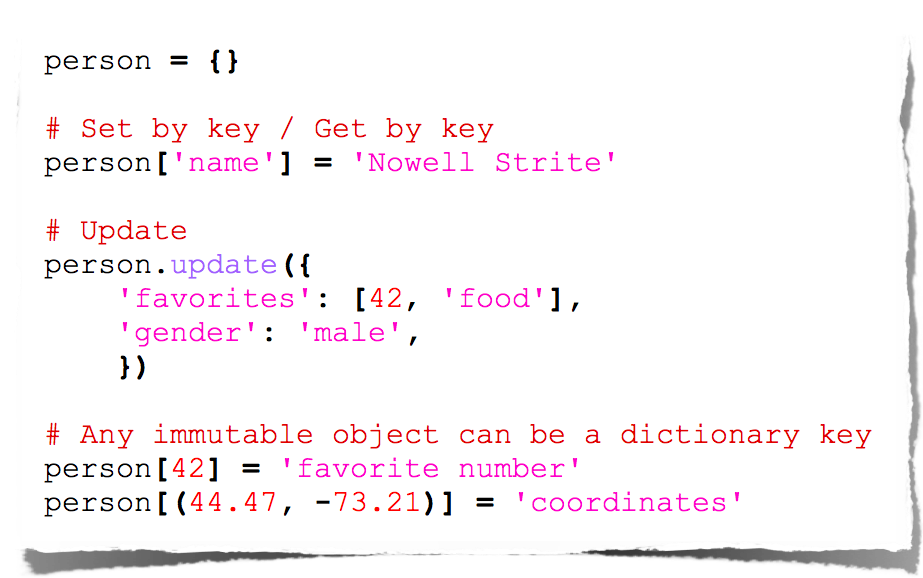 person = {}
# Set by key / Get by key
person['name'] = 'Nowell Strite'
# Update
person.update({
    'favorites': [42, 'food'],
    'gender': 'male',
    })
# Any immutable object can be a dictionary key
person[42] = 'favorite number'
person[(44.47, -73.21)] = 'coordinates'